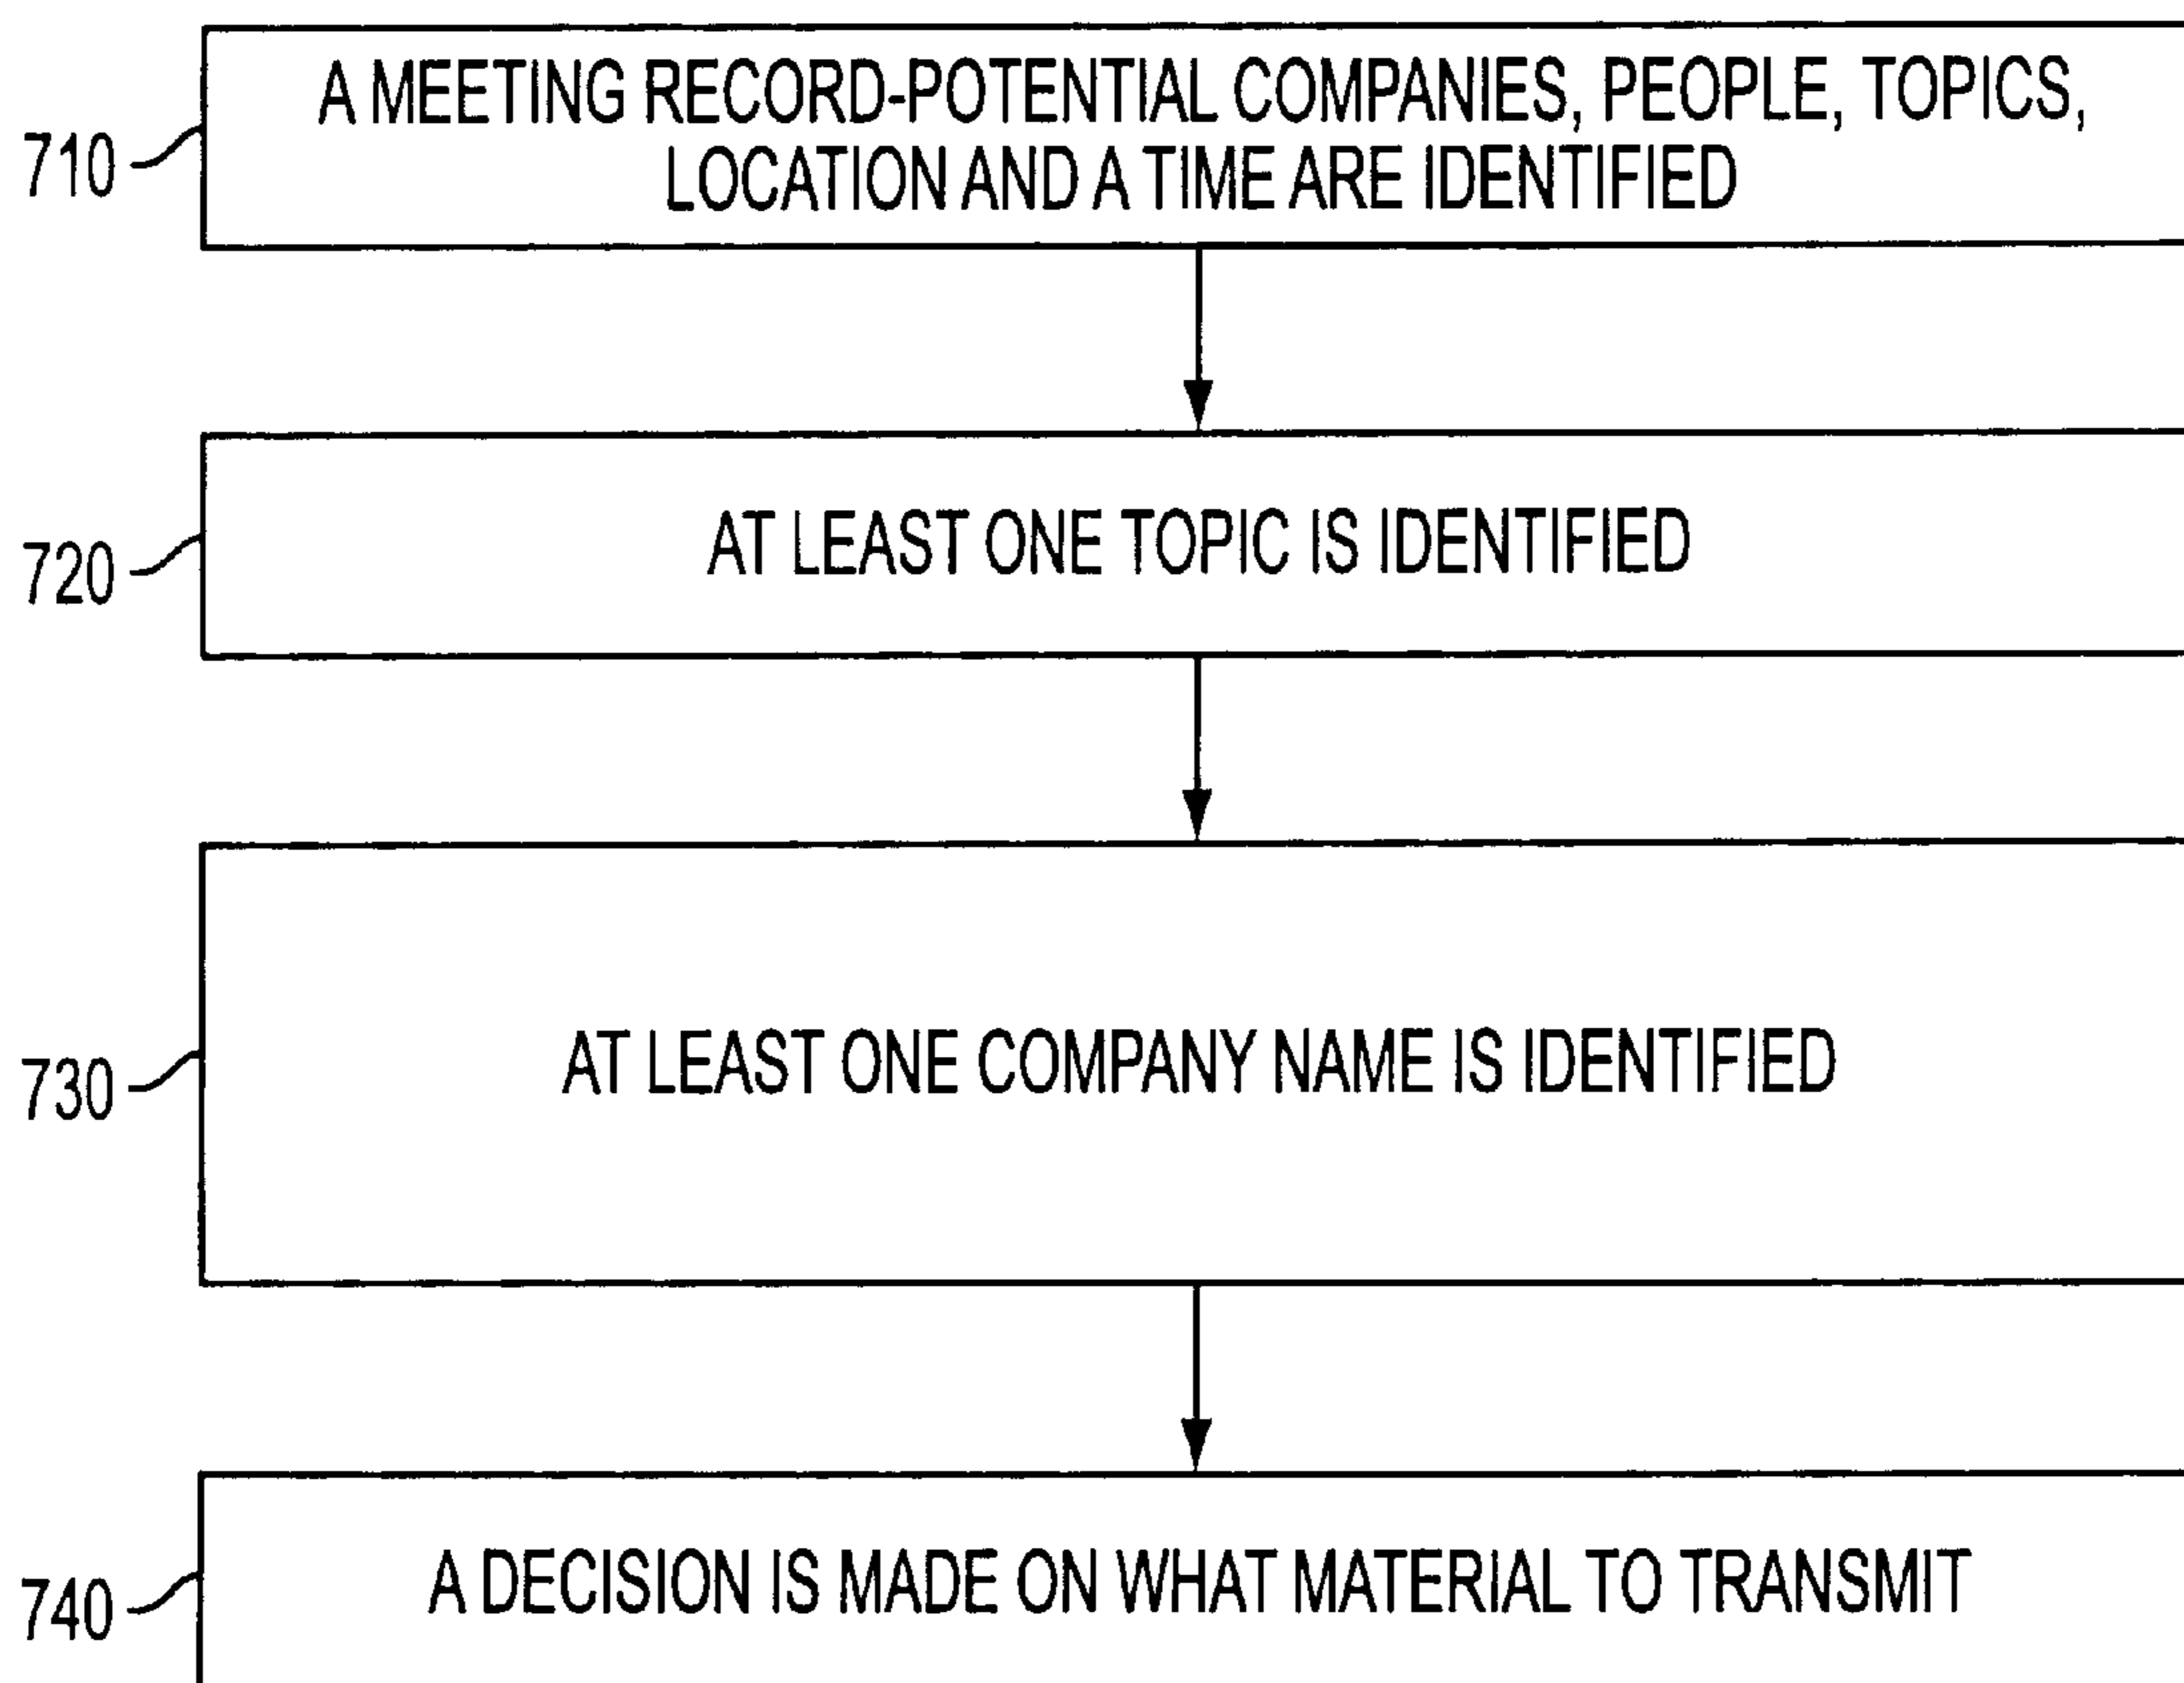 A MEETING RECORD-POTENTIAL COMPANIES, PEOPLE, TOPICS,
LOCATION AND A TIME ARE IDENTIFIED
710
AT LEAST ONE TOPIC IS IDENTIFIED
720
AT LEAST ONE COMPANY NAME IS IDENTIFIED
730
A DECISION IS MADE ON WHAT MATERIAL TO TRANSMIT
740